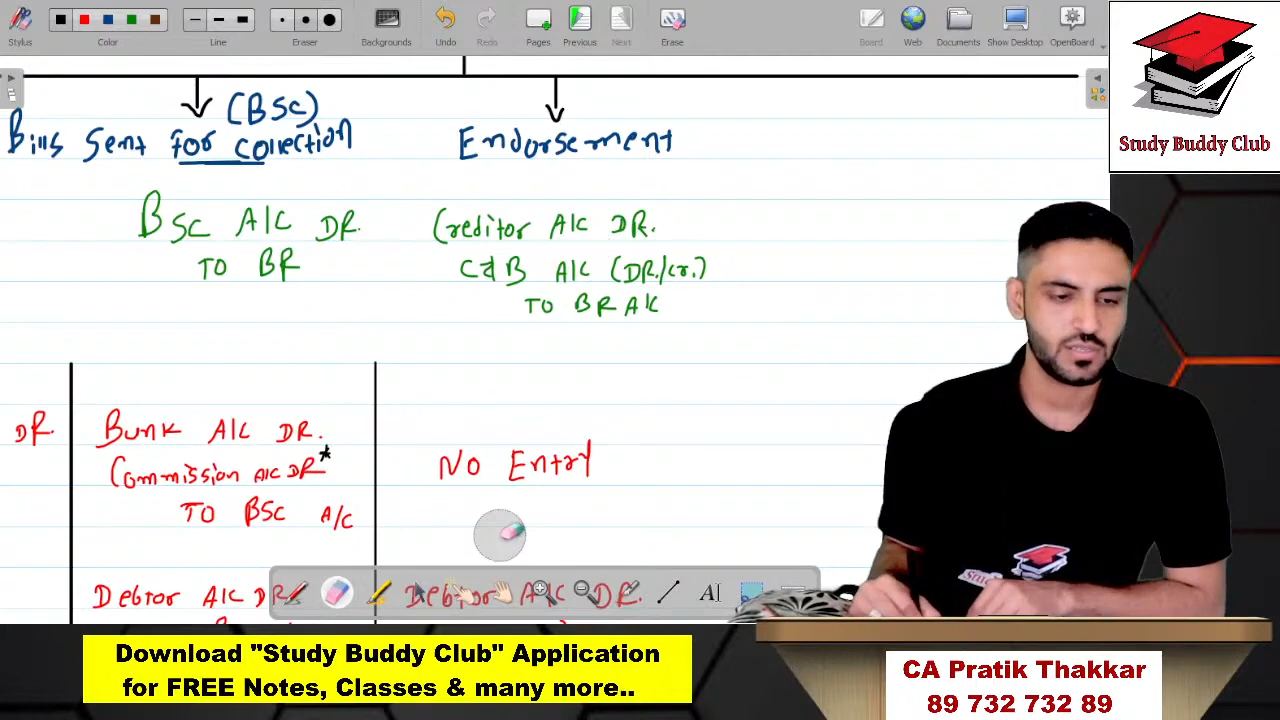 Stylus
Color
Line
Eraser
Backgrounds
Undo
Redo
Pages
Previous
Next
Erase
Board
Web
Documents
Show Desktop
OpenBoard
Study Buddy Club
(BSC)
Bills Sent for collection
Endorsement
BSC A/C DR.
TO BR
Creditor A/C DR.
C&B A/C (DR./Cr.)
TO BR A/C
DR.
Bank A/C DR.
Commission A/C DR*
TO BSC A/C
No Entry
Debtor A/C DR
Debtor A/C DR.
Download "Study Buddy Club" Application
for FREE Notes, Classes & many more..
CA Pratik Thakkar
89 732 732 89